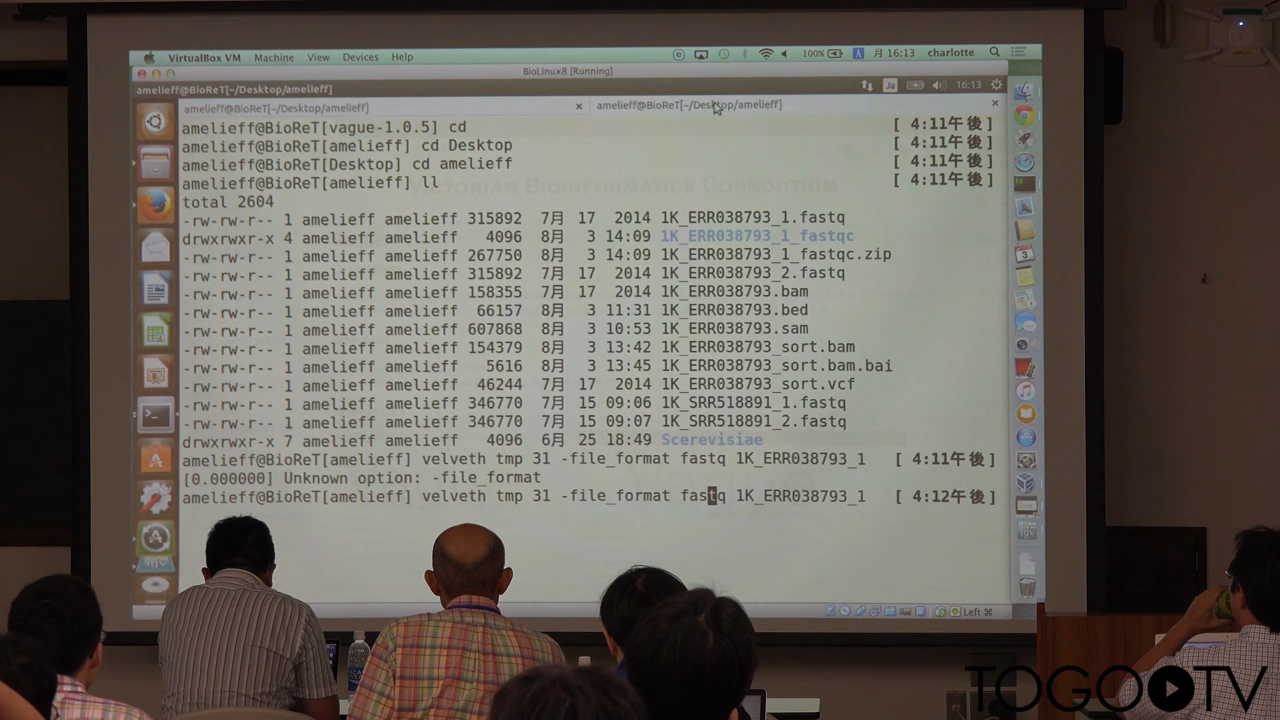 VirtualBox VM Machine View Devices Help 100% 月 16:13 charlotte
BioLinux8 [Running]
amelieff@BioReT[~/Desktop/amelieff] Ja 16:13
amelieff@BioReT[~/Desktop/amelieff] × amelieff@BioReT[~/Desktop/amelieff] ×
amelieff@BioReT[vague-1.0.5] cd [ 4:11午後]
amelieff@BioReT[amelieff] cd Desktop [ 4:11午後]
amelieff@BioReT[Desktop] cd amelieff [ 4:11午後]
amelieff@BioReT[amelieff] ll [ 4:11午後]
VICTORIAN BIOINFORMATICS CONSORTIUM
total 2604
-rw-rw-r-- 1 amelieff amelieff 315892 7月 17 2014 1K_ERR038793_1.fastq
drwxrwxr-x 4 amelieff amelieff 4096 8月 3 14:09 1K_ERR038793_1_fastqc
-rw-rw-r-- 1 amelieff amelieff 267750 8月 3 14:09 1K_ERR038793_1_fastqc.zip
-rw-rw-r-- 1 amelieff amelieff 315892 7月 17 2014 1K_ERR038793_2.fastq
-rw-rw-r-- 1 amelieff amelieff 158355 7月 17 2014 1K_ERR038793.bam
-rw-rw-r-- 1 amelieff amelieff 66157 8月 3 11:31 1K_ERR038793.bed
-rw-rw-r-- 1 amelieff amelieff 607868 8月 3 10:53 1K_ERR038793.sam
-rw-rw-r-- 1 amelieff amelieff 154379 8月 3 13:42 1K_ERR038793_sort.bam
-rw-rw-r-- 1 amelieff amelieff 5616 8月 3 13:45 1K_ERR038793_sort.bam.bai
-rw-rw-r-- 1 amelieff amelieff 46244 7月 17 2014 1K_ERR038793_sort.vcf
-rw-rw-r-- 1 amelieff amelieff 346770 7月 15 09:06 1K_SRR518891_1.fastq
-rw-rw-r-- 1 amelieff amelieff 346770 7月 15 09:07 1K_SRR518891_2.fastq
drwxrwxr-x 7 amelieff amelieff 4096 6月 25 18:49 Scerevisiae
amelieff@BioReT[amelieff] velveth tmp 31 -file_format fastq 1K_ERR038793_1 [ 4:11午後]
[0.000000] Unknown option: -file_format
amelieff@BioReT[amelieff] velveth tmp 31 -file_format fastq 1K_ERR038793_1 [ 4:12午後]
Left ⌘
TOGO TV